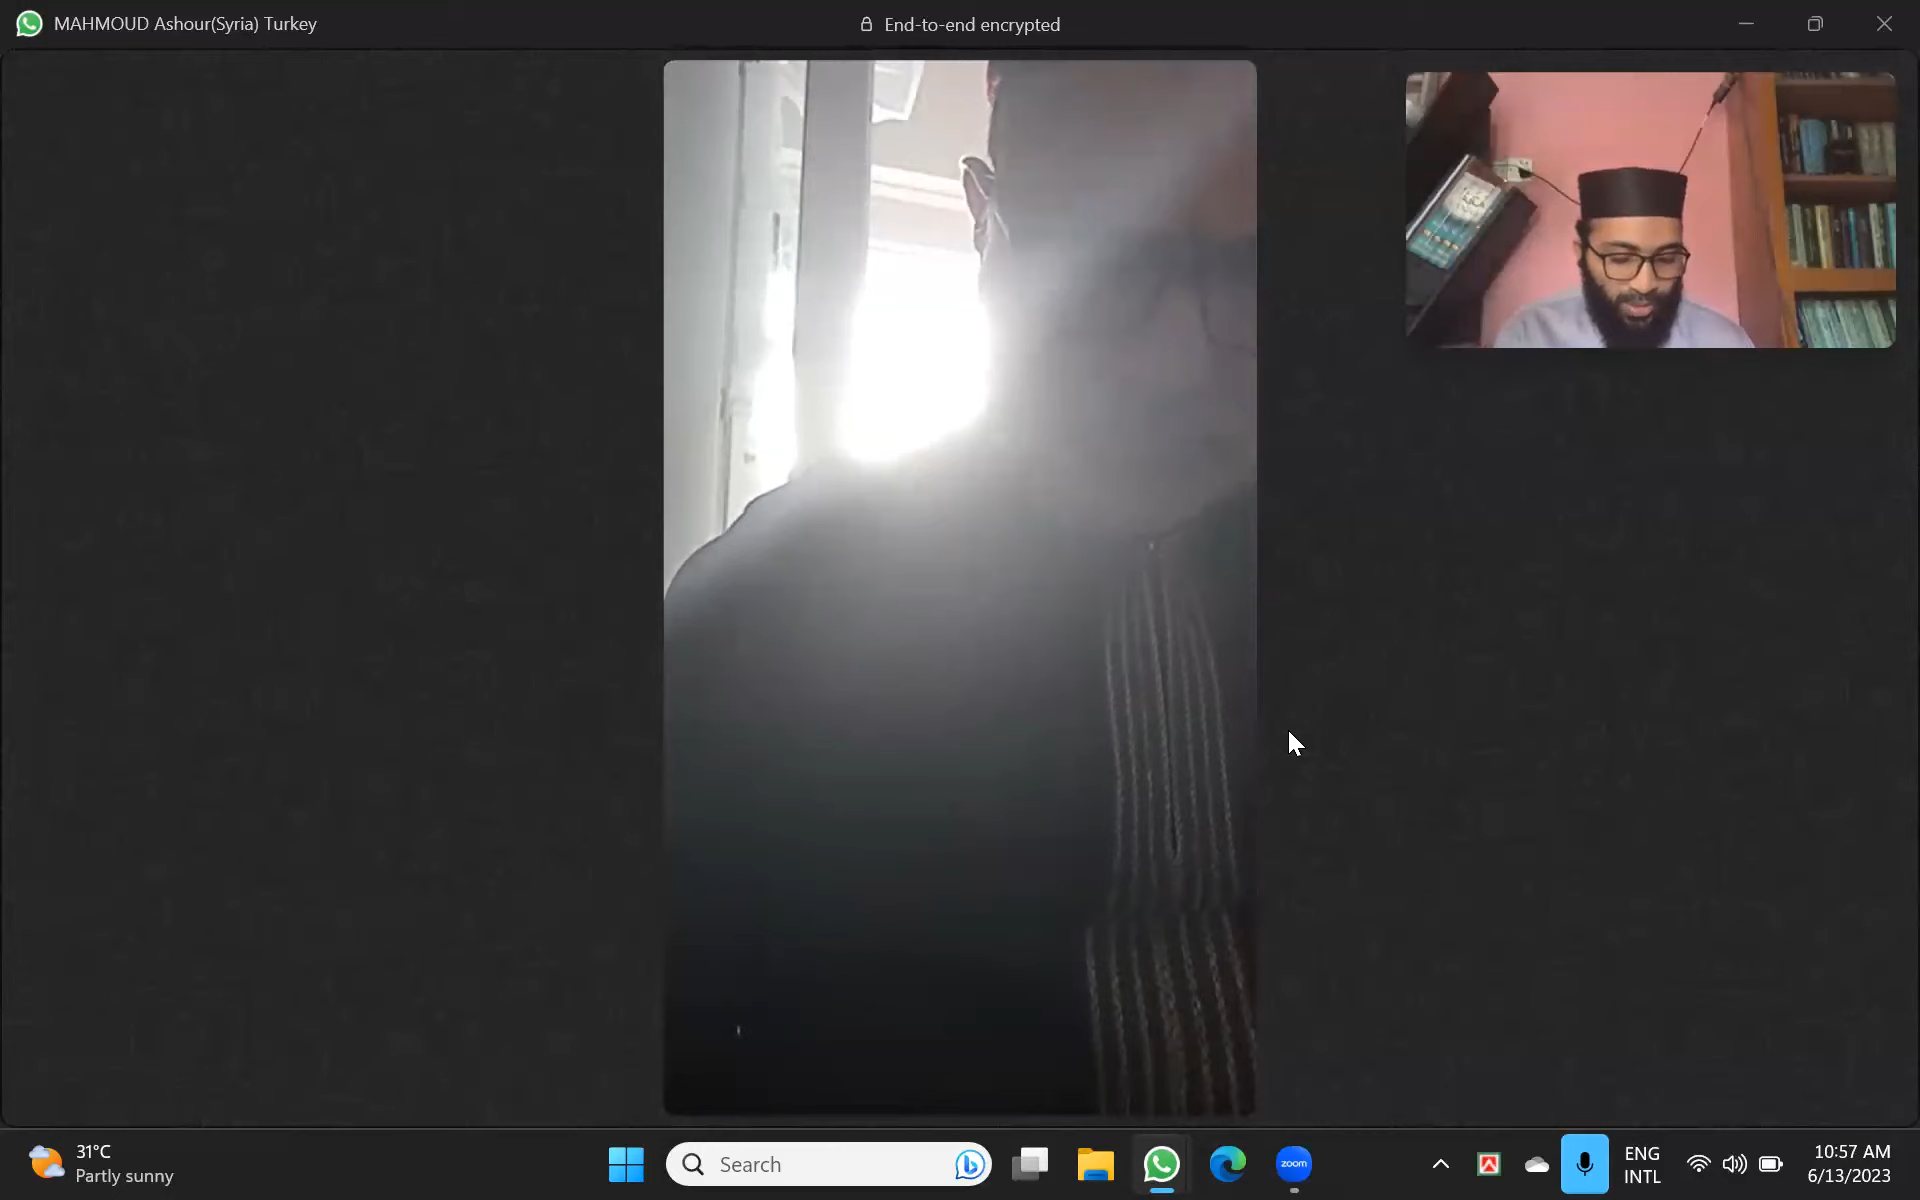 MAHMOUD Ashour(Syria) Turkey
End-to-end encrypted
31°C
Partly sunny
Search
zoom
ENG
INTL
10:57 AM
6/13/2023